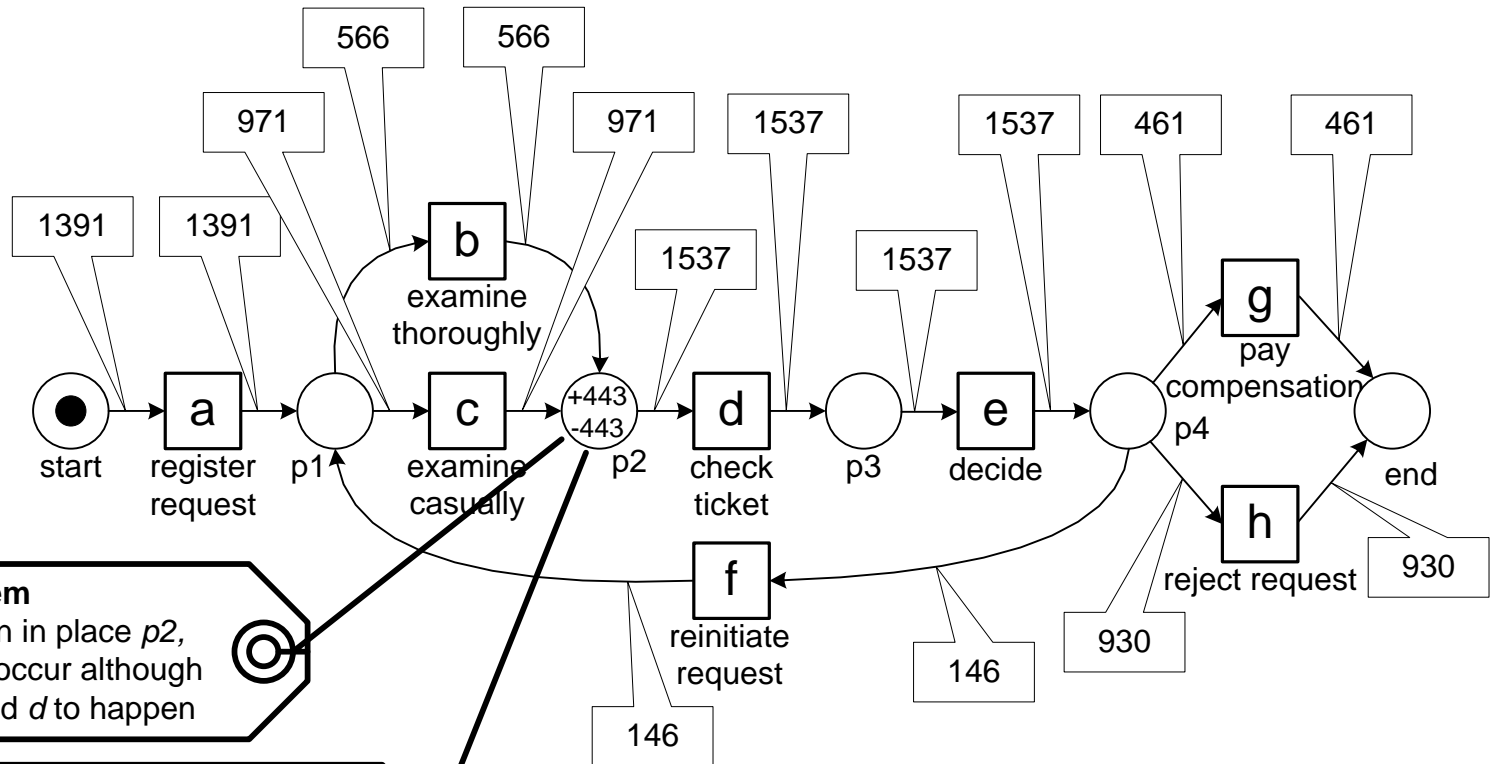 566
566
971
971
1537
1537
461
461
1391
1391
1537
1537
b
examine
thoroughly
g
pay
compensation
start
a
register
request
p1
c
examine
casually
+443
-443
p2
d
check
ticket
p3
e
decide
p4
end
h
reject request
930
930
f
reinitiate
request
146
146
n in place p2,
occur although
d to happen